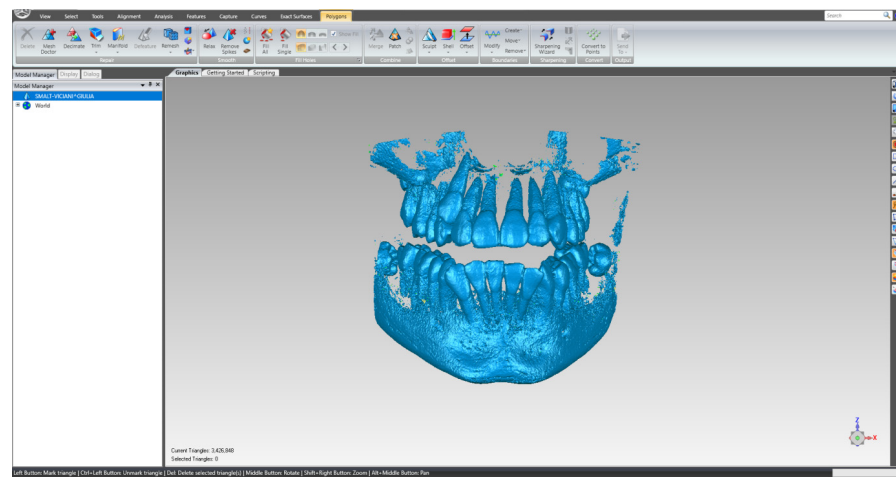 View Select Tools Alignment Analysis Features Capture Curves Exact Surfaces Polygons
Search
Delete Mesh Doctor Decimate Trim Manifold Defeature Remesh
Relax Remove Spikes
Fill All Fill Single Show Fill
Merge Patch
Sculpt Shell Offset
Modify Create Move Remove
Sharpening Wizard
Convert to Points
Send To
Repair Smooth Fill Holes Combine Offset Boundaries Sharpening Convert Output
Model Manager Display Dialog
Graphics Getting Started Scripting
Model Manager
SMALT-VICIANI^GIULIA
World
Z
X
Current Triangles: 3,426,848
Selected Triangles: 0
Left Button: Mark triangle | Ctrl+Left Button: Unmark triangle | Del: Delete selected triangle(s) | Middle Button: Rotate | Shift+Right Button: Zoom | Alt+Middle Button: Pan